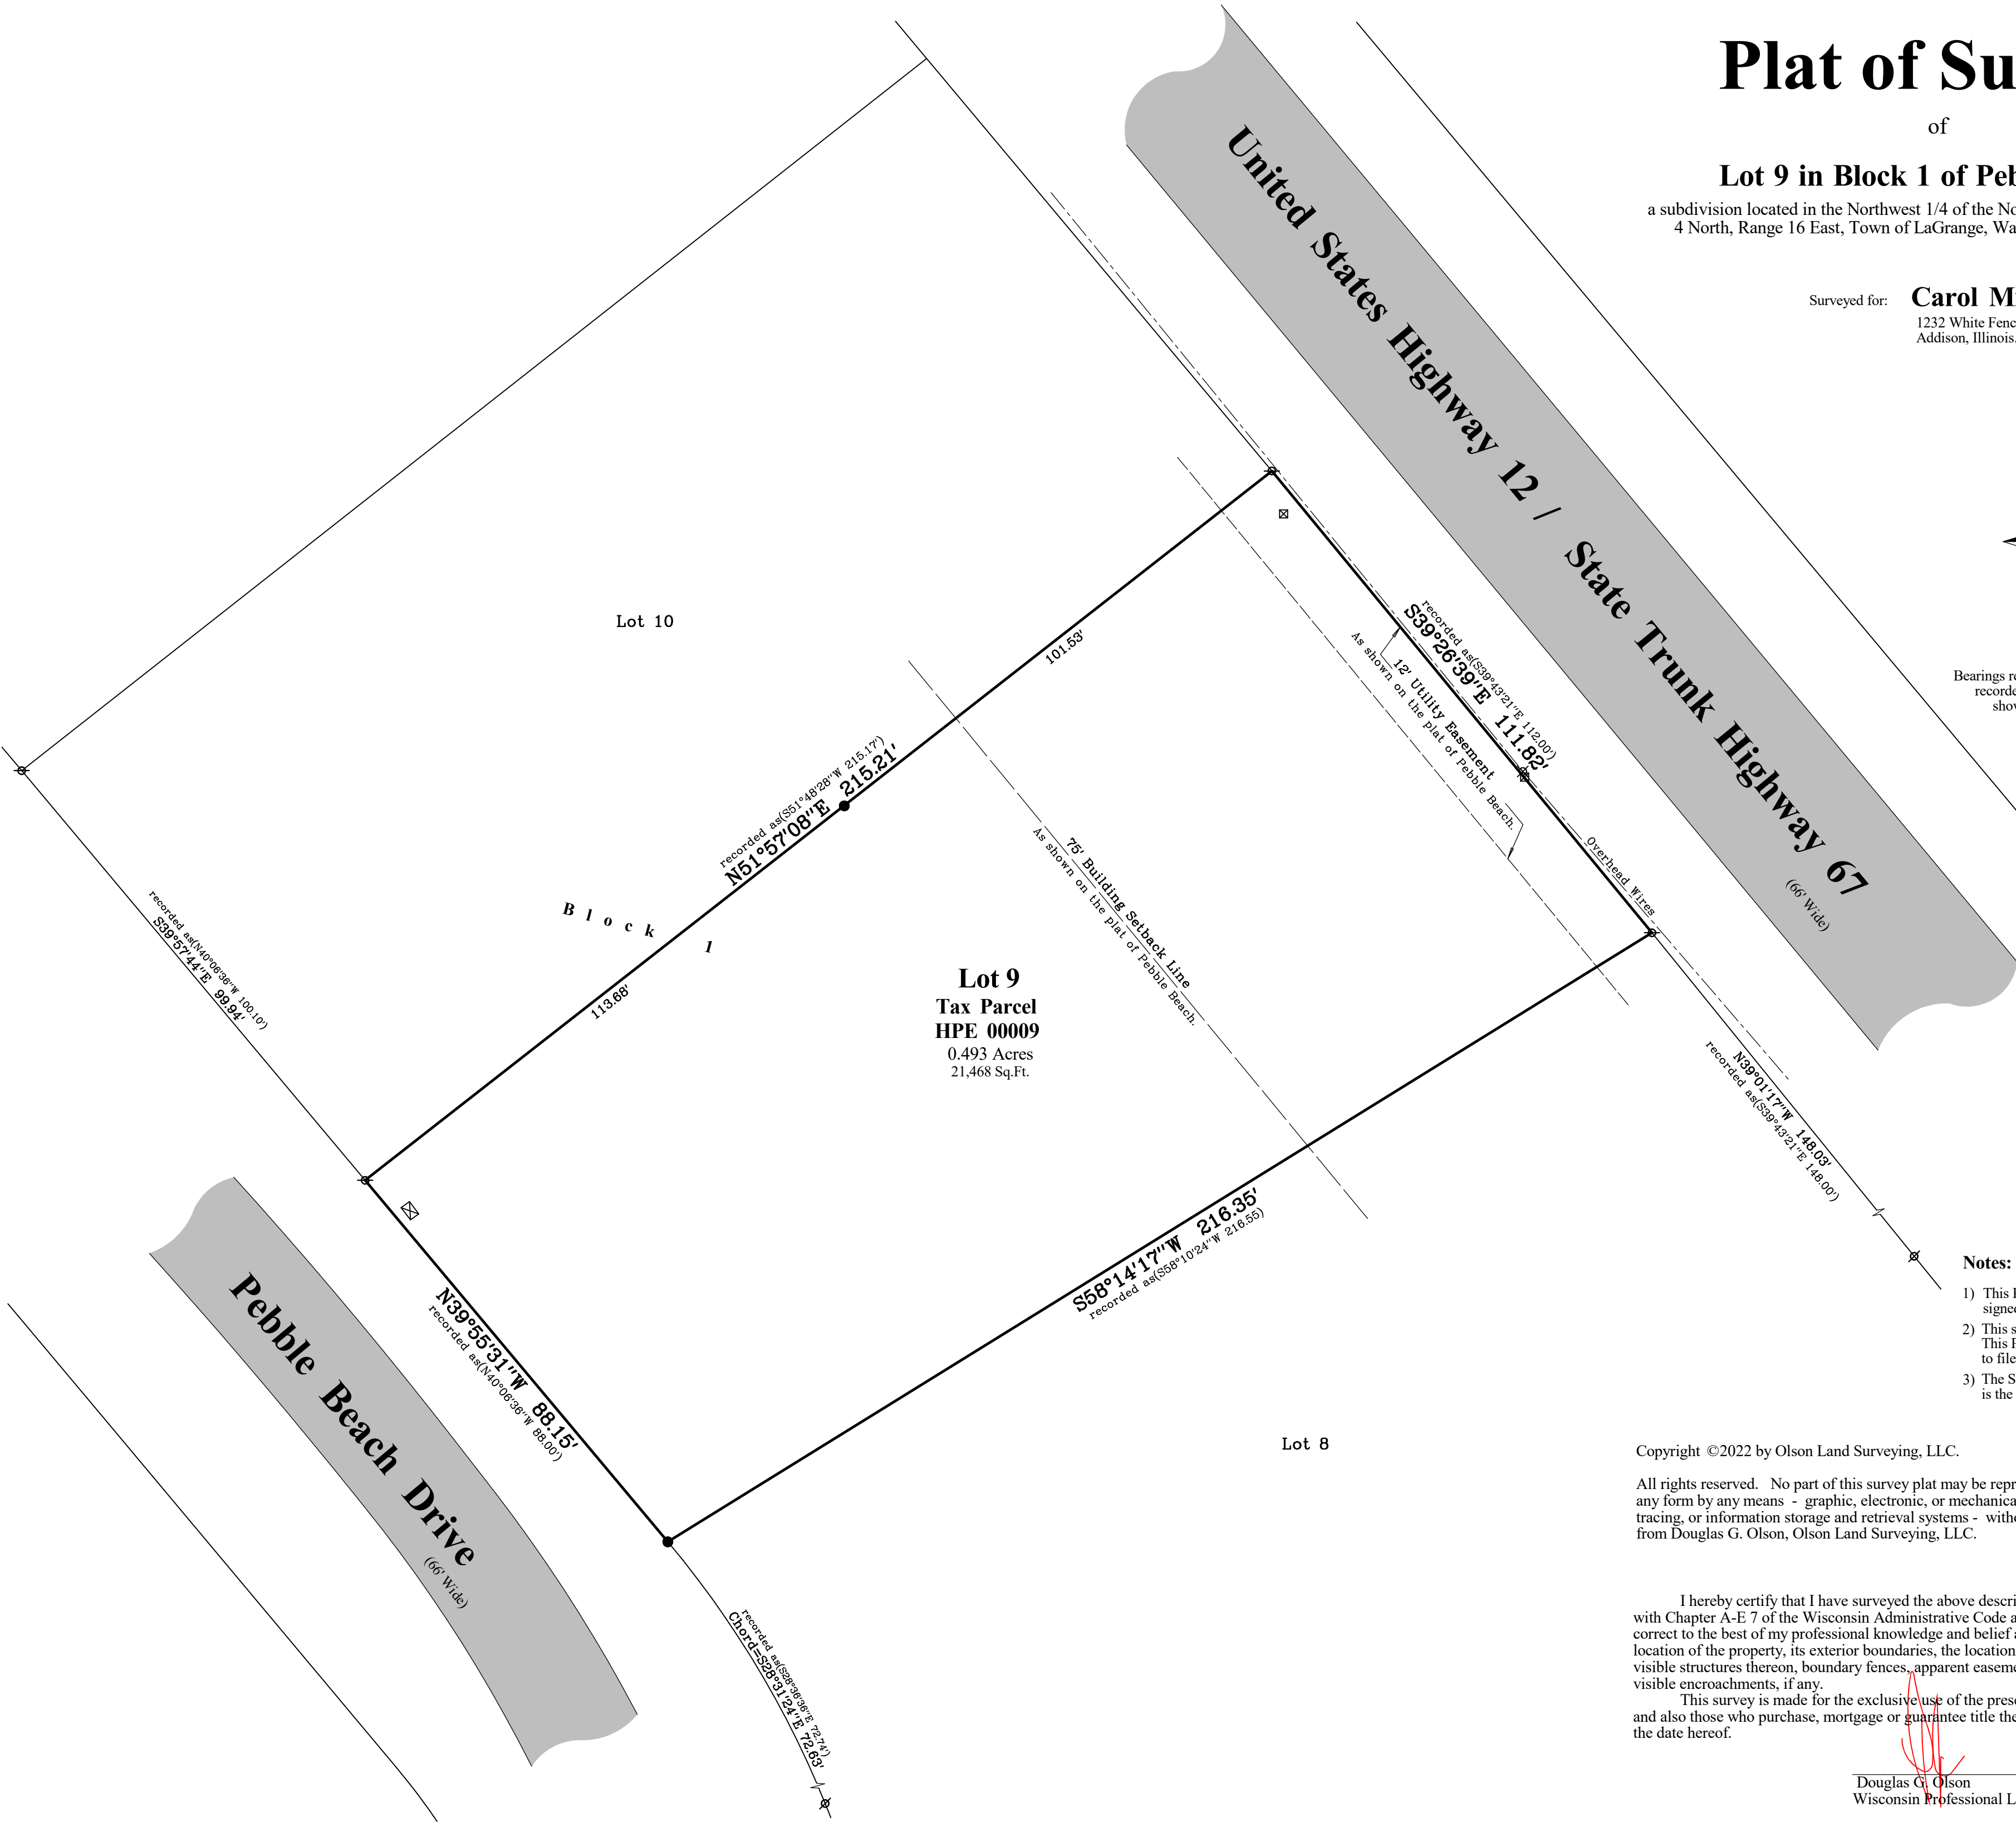 Plat of Su
of
Lot 9 in Block 1 of Peb
a subdivision located in the Northwest 1/4 of the No
4 North, Range 16 East, Town of LaGrange, Wa
Surveyed for: Carol M
1232 White Fenc
Addison, Illinois.
United States Highway 12 / State Trunk Highway 67
(66' Wide)
Lot 10
101.53'
recorded as(S39°43'21"E 112.00')
S39°26'39"E 111.82'
12' Utility Easement
As shown on the plat of Pebble Beach.
Overhead Wires
Bearings re
recorde
show
recorded as(S51°48'28"W 215.17')
N51°57'08"E 215.21'
75' Building Setback Line
As shown on the plat of Pebble Beach.
Block 1
113.68'
recorded as(N40°06'36"W 100.10')
S39°57'44"E 99.94'
Lot 9
Tax Parcel
HPE 00009
0.493 Acres
21,468 Sq.Ft.
N39°01'17"W 148.03'
recorded as(S39°43'21"E 148.00')
S58°14'17"W 216.35'
recorded as(S58°10'24"W 216.55)
N39°55'31"W 88.15'
recorded as(N40°06'36"W 88.00')
Pebble Beach Drive
(66' Wide)
Lot 8
recorded as(S28°36'36"E 72.74')
Chord=S28°31'24"E 72.63'
Notes:
1) This P
signed
2) This s
This P
to file
3) The S
is the
Copyright ©2022 by Olson Land Surveying, LLC.
All rights reserved. No part of this survey plat may be repr
any form by any means - graphic, electronic, or mechanica
tracing, or information storage and retrieval systems - witho
from Douglas G. Olson, Olson Land Surveying, LLC.
I hereby certify that I have surveyed the above descri
with Chapter A-E 7 of the Wisconsin Administrative Code a
correct to the best of my professional knowledge and belief a
location of the property, its exterior boundaries, the location
visible structures thereon, boundary fences, apparent easeme
visible encroachments, if any.
This survey is made for the exclusive use of the prese
and also those who purchase, mortgage or guarantee title the
the date hereof.
Douglas G. Olson
Wisconsin Professional L